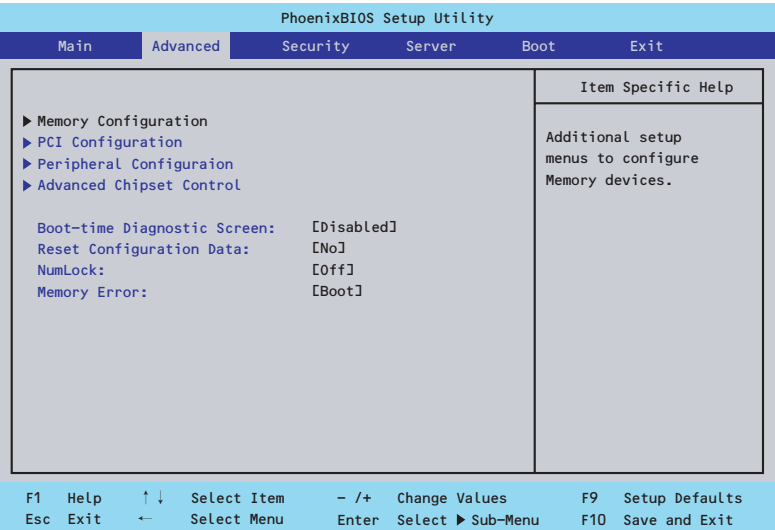 PhoenixBIOS Setup Utility
Main Advanced Security Server Boot Exit
Item Specific Help
▶ Memory Configuration
▶ PCI Configuration
▶ Peripheral Configuraion
▶ Advanced Chipset Control
Additional setup
menus to configure
Memory devices.
Boot-time Diagnostic Screen: [Disabled]
Reset Configuration Data: [No]
NumLock: [Off]
Memory Error: [Boot]
F1 Help ↑↓ Select Item - /+ Change Values F9 Setup Defaults
Esc Exit ← Select Menu Enter Select ▶ Sub-Menu F10 Save and Exit